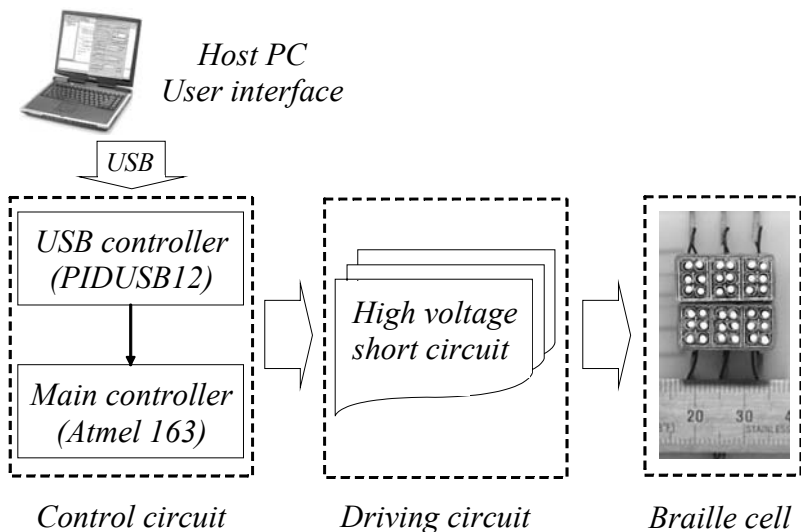 Host PC
User interface
USB
USB controller
(PIDUSB12)
Main controller
(Atmel 163)
High voltage
short circuit
20 30
STAINLESS
Control circuit
Driving circuit
Braille cell